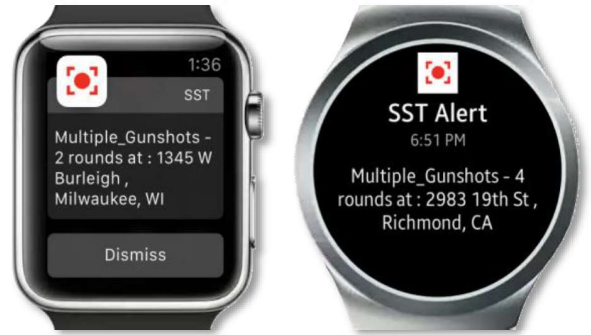 1:36
SST
Multiple_Gunshots -
2 rounds at : 1345 W
Burleigh ,
Milwaukee, WI
Dismiss
SST Alert
6:51 PM
Multiple_Gunshots - 4
rounds at : 2983 19th St ,
Richmond, CA